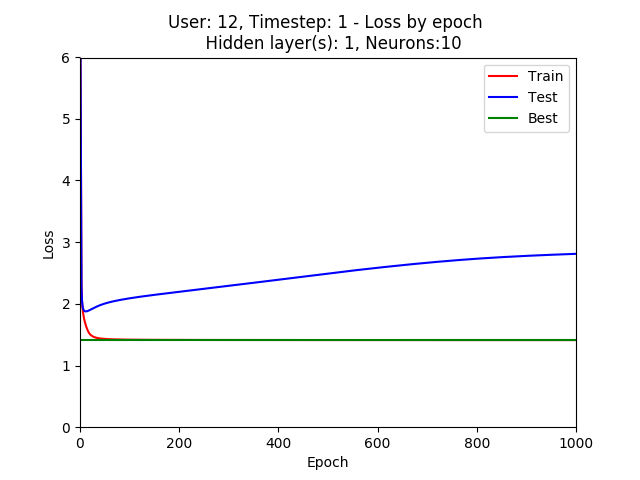 User: 12, Timestep: 1 - Loss by epoch
Hidden layer(s): 1, Neurons:10
Train
Test
Best
6
5
4
3
2
1
0
Loss
0 200 400 600 800 1000
Epoch